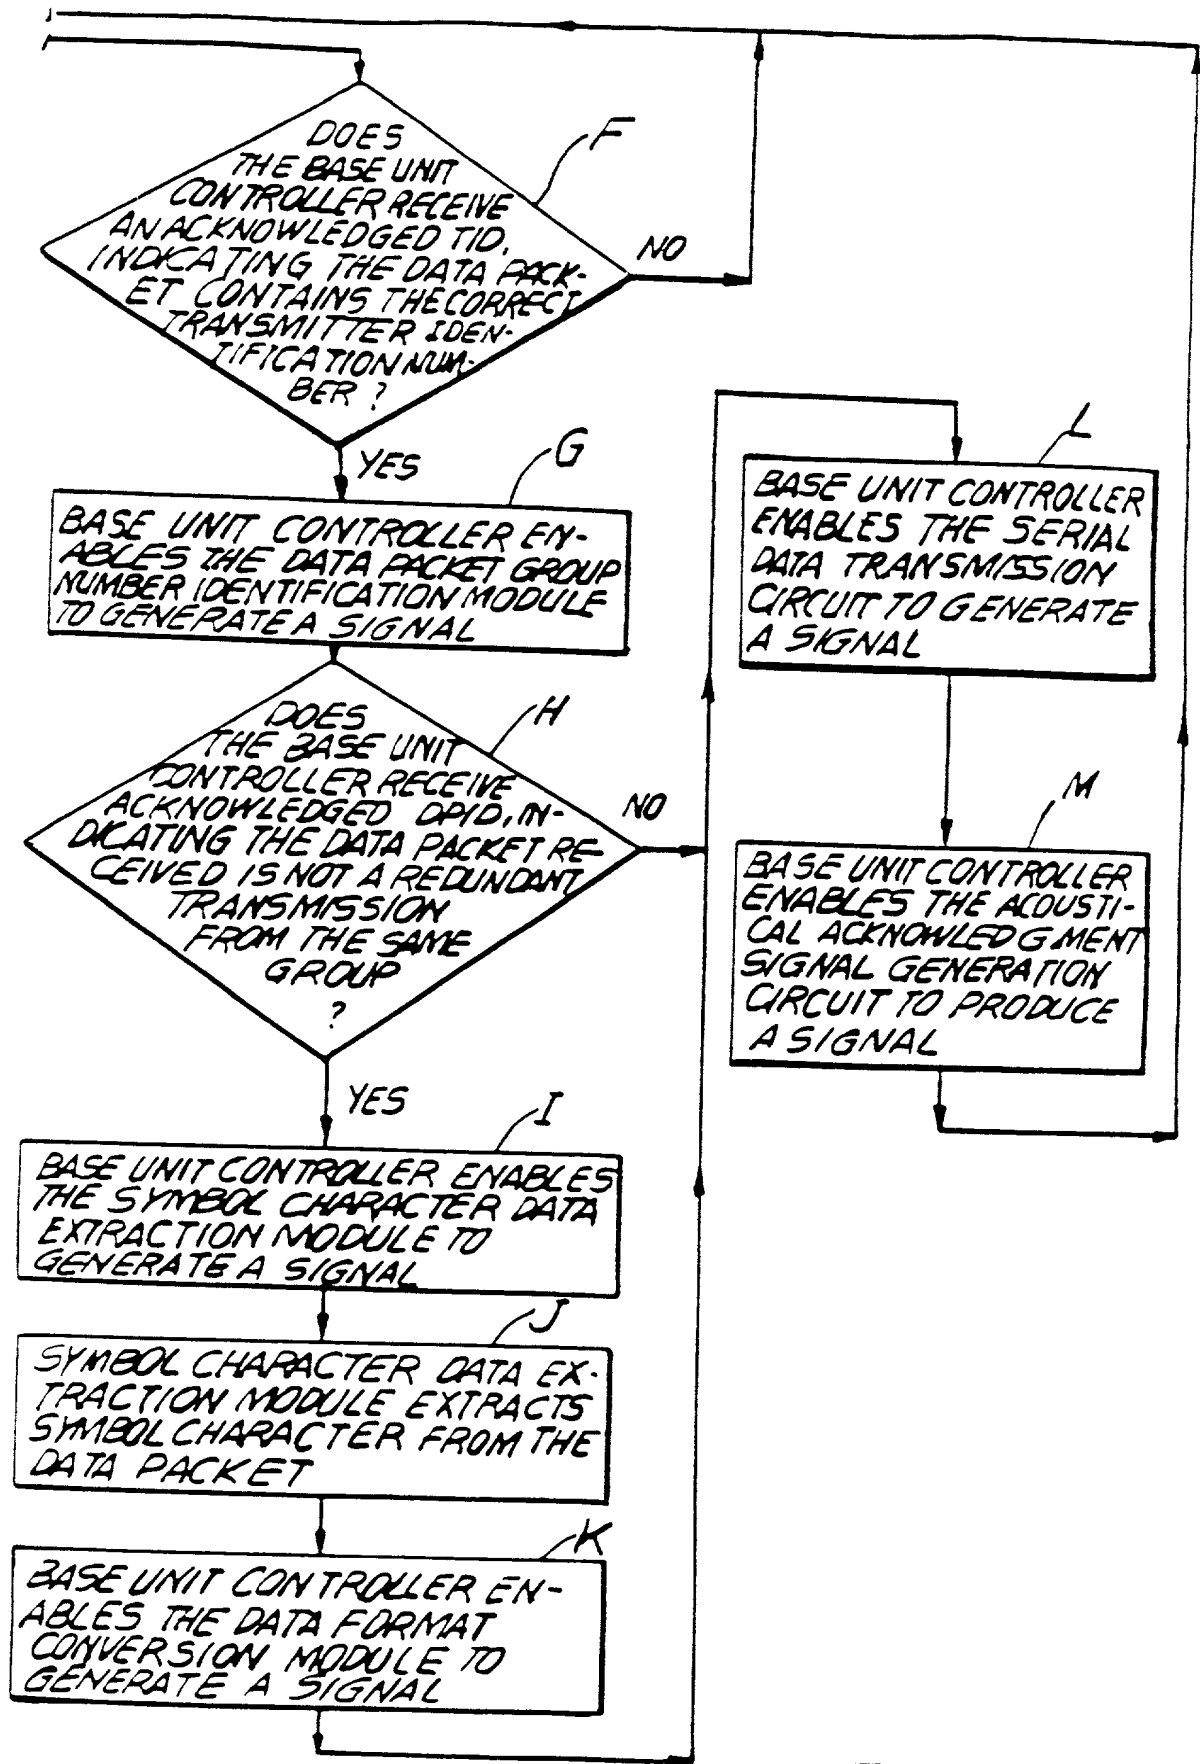 F
DOES
THE BASE UNIT
CONTROLLER RECEIVE
AN ACKNOWLEDGED TID,
INDICATING THE DATA PACK-
ET CONTAINS THE CORRECT
TRANSMITTER IDEN-
TIFICATION NUM-
BER ?
NO
YES
G
BASE UNIT CONTROLLER EN-
ABLES THE DATA PACKET GROUP
NUMBER IDENTIFICATION MODULE
TO GENERATE A SIGNAL
H
DOES
THE BASE UNIT
CONTROLLER RECEIVE
ACKNOWLEDGED DPID, IN-
DICATING THE DATA PACKET RE-
CEIVED IS NOT A REDUNDANT
TRANSMISSION
FROM THE SAME
GROUP
?
NO
YES
I
BASE UNIT CONTROLLER ENABLES
THE SYMBOL CHARACTER DATA
EXTRACTION MODULE TO
GENERATE A SIGNAL
J
SYMBOL CHARACTER DATA EX-
TRACTION MODULE EXTRACTS
SYMBOL CHARACTER FROM THE
DATA PACKET
K
BASE UNIT CONTROLLER EN-
ABLES THE DATA FORMAT
CONVERSION MODULE TO
GENERATE A SIGNAL
L
BASE UNIT CONTROLLER
ENABLES THE SERIAL
DATA TRANSMISSION
CIRCUIT TO GENERATE
A SIGNAL
M
BASE UNIT CONTROLLER
ENABLES THE ACOUSTI-
CAL ACKNOWLEDGMENT
SIGNAL GENERATION
CIRCUIT TO PRODUCE
A SIGNAL